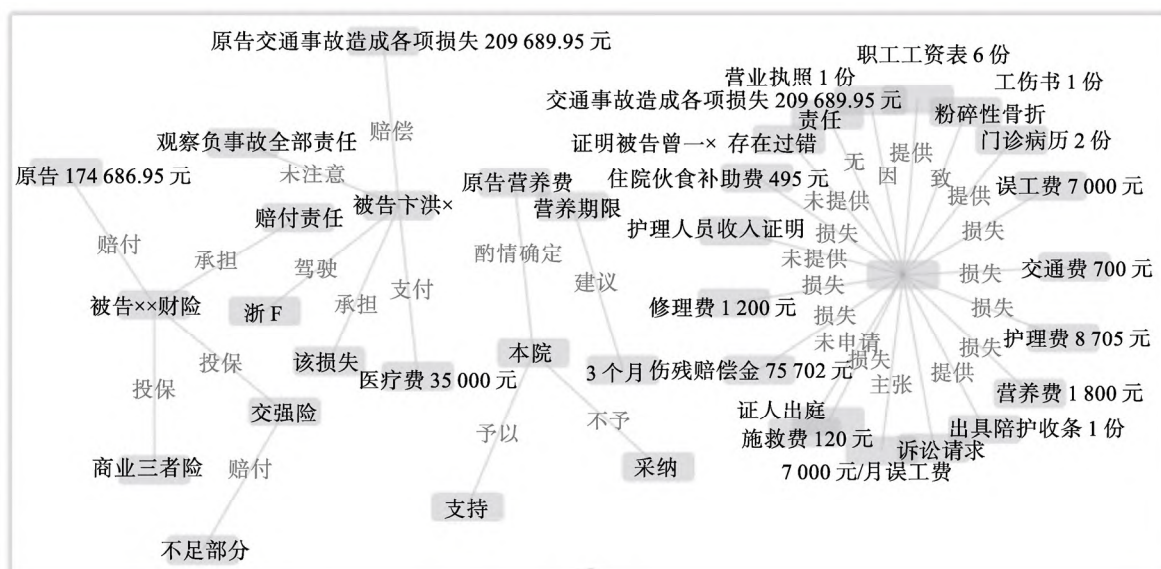 原告交通事故造成各项损失 209 689.95 元
赔偿
观察负事故全部责任
未注意
原告 174 686.95 元
被告卞洪×
赔付责任
赔付
承担
驾驶
承担
支付
被告××财险
浙 F
投保
投保
该损失
医疗费 35 000 元
交强险
商业三者险
赔付
不足部分
原告营养费
营养期限
酌情确定
建议
本院
3 个月
予以
不予
采纳
支持
职工工资表 6 份
营业执照 1 份
工伤书 1 份
交通事故造成各项损失 209 689.95 元
责任
粉碎性骨折
证明被告曾一× 存在过错
门诊病历 2 份
无
因
提供
致
住院伙食补助费 495 元
误工费 7 000 元
未提供
提供
护理人员收入证明
损失
损失
未提供
交通费 700 元
损失
损失
修理费 1 200 元
损失
损失
护理费 8 705 元
未申请
损失
伤残赔偿金 75 702 元
损失
主张
提供
营养费 1 800 元
证人出庭
出具陪护收条 1 份
施救费 120 元
诉讼请求
7 000 元/月误工费